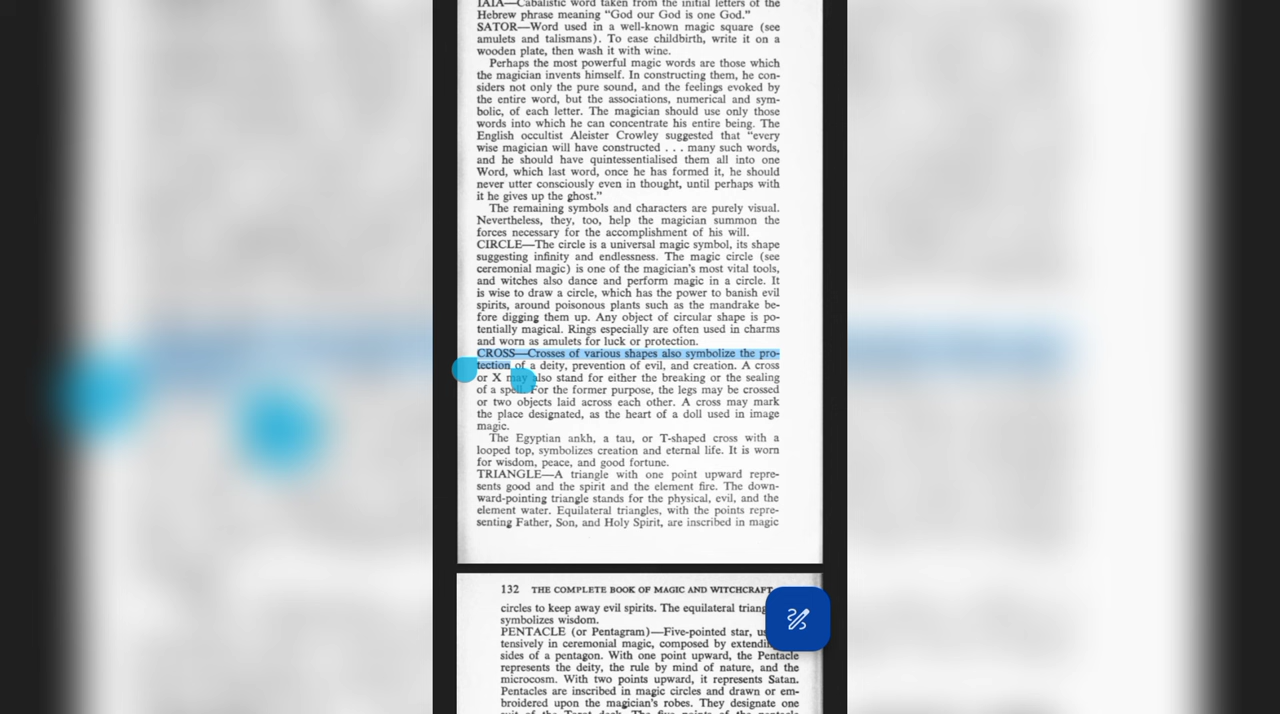 IAIA—Cabalistic word taken from the initial letters of the
Hebrew phrase meaning “God our God is one God.”
SATOR—Word used in a well-known magic square (see
amulets and talismans). To ease childbirth, write it on a
wooden plate, then wash it with wine.
Perhaps the most powerful magic words are those which
the magician invents himself. In constructing them, he con-
siders not only the pure sound, and the feelings evoked by
the entire word, but the associations, numerical and sym-
bolic, of each letter. The magician should use only those
words into which he can concentrate his entire being. The
English occultist Aleister Crowley suggested that “every
wise magician will have constructed . . . many such words,
and he should have quintessentialised them all into one
Word, which last word, once he has formed it, he should
never utter consciously even in thought, until perhaps with
it he gives up the ghost.”
The remaining symbols and characters are purely visual.
Nevertheless, they, too, help the magician summon the
forces necessary for the accomplishment of his will.
CIRCLE—The circle is a universal magic symbol, its shape
suggesting infinity and endlessness. The magic circle (see
ceremonial magic) is one of the magician’s most vital tools,
and witches also dance and perform magic in a circle. It
is wise to draw a circle, which has the power to banish evil
spirits, around poisonous plants such as the mandrake be-
fore digging them up. Any object of circular shape is po-
tentially magical. Rings especially are often used in charms
and worn as amulets for luck or protection.
CROSS—Crosses of various shapes also symbolize the pro-
tection of a deity, prevention of evil, and creation. A cross
or X may also stand for either the breaking or the sealing
of a spell. For the former purpose, the legs may be crossed
or two objects laid across each other. A cross may mark
the place designated, as the heart of a doll used in image
magic.
The Egyptian ankh, a tau, or T-shaped cross with a
looped top, symbolizes creation and eternal life. It is worn
for wisdom, peace, and good fortune.
TRIANGLE—A triangle with one point upward repre-
sents good and the spirit and the element fire. The down-
ward-pointing triangle stands for the physical, evil, and the
element water. Equilateral triangles, with the points repre-
senting Father, Son, and Holy Spirit, are inscribed in magic
132 THE COMPLETE BOOK OF MAGIC AND WITCHCRAFT
circles to keep away evil spirits. The equilateral
symbolizes wisdom.
PENTACLE (or Pentagram)—Five-pointed star,
tensively in ceremonial magic, composed by
sides of a pentagon. With one point upward, the Pentacle
represents the deity, the rule by mind of nature, and the
microcosm. With two points upward, it represents Satan.
Pentacles are inscribed in magic circles and drawn or em-
broidered upon the magician’s robes. They designate one